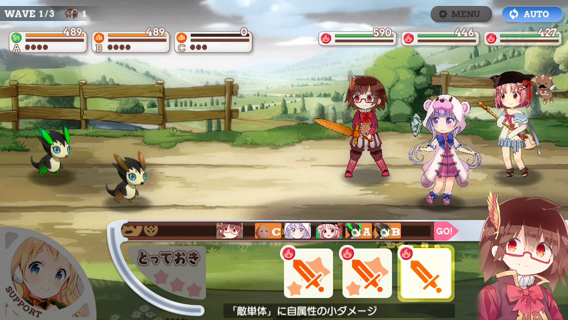 WAVE 1/3 1
MENU
AUTO
489
A
489
B
0
C
590
446
427
C
A
B
GO!
とっておき
SUPPORT
「敵単体」に自属性の小ダメージ